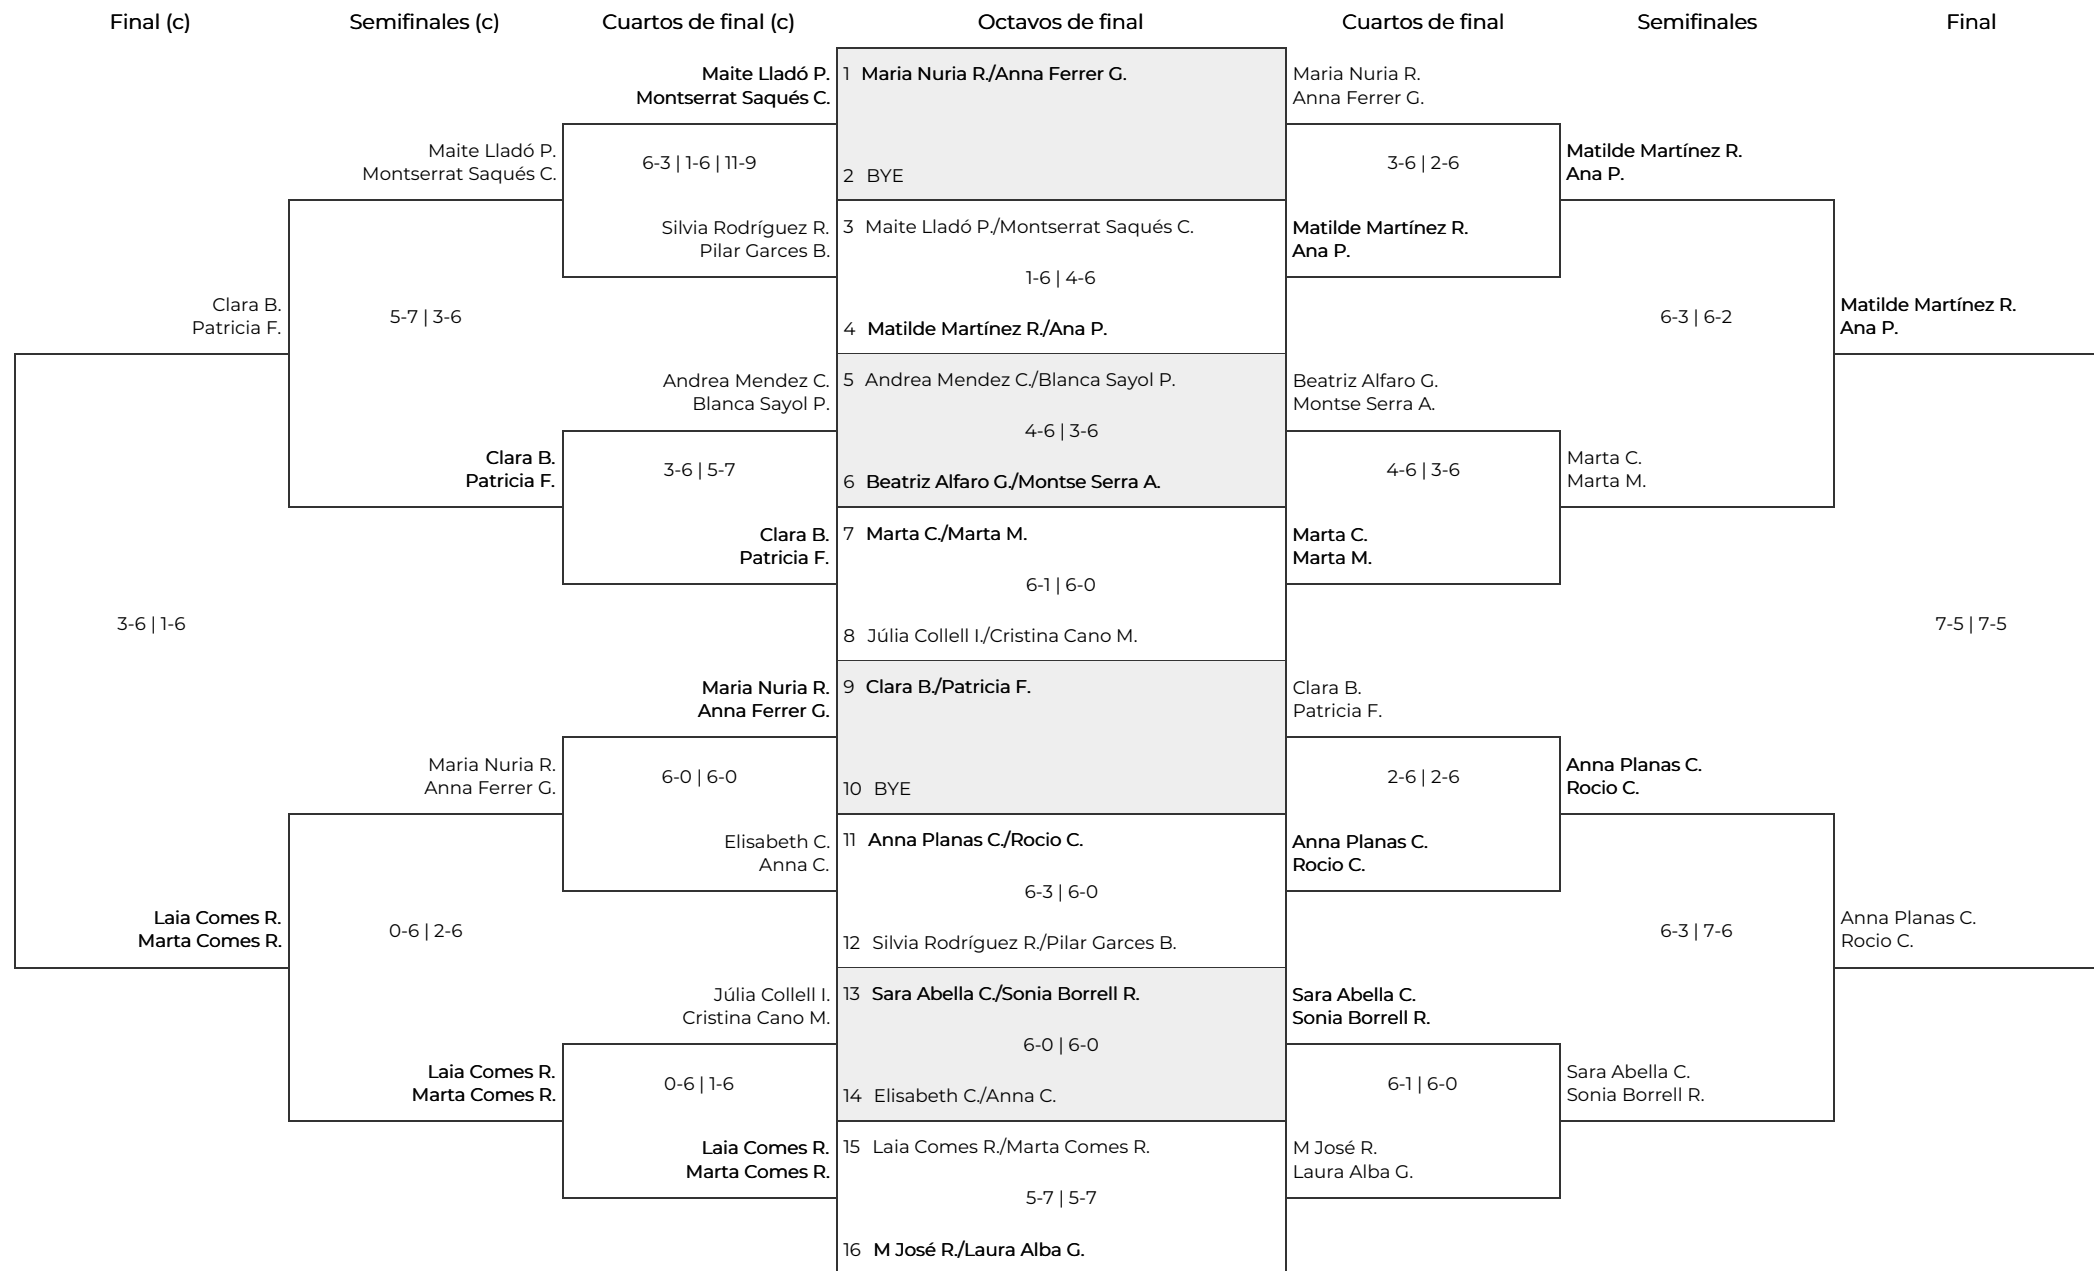 Final (c)
Semifinales (c)
Cuartos de final (c)
Octavos de final
Cuartos de final
Semifinales
Final
Clara B.
Patricia F.
3-6 | 1-6
Laia Comes R.
Marta Comes R.
Maite Lladó P.
Montserrat Saqués C.
5-7 | 3-6
Clara B.
Patricia F.
Maria Nuria R.
Anna Ferrer G.
0-6 | 2-6
Laia Comes R.
Marta Comes R.
Maite Lladó P.
Montserrat Saqués C.
6-3 | 1-6 | 11-9
Silvia Rodríguez R.
Pilar Garces B.
Andrea Mendez C.
Blanca Sayol P.
3-6 | 5-7
Clara B.
Patricia F.
Maria Nuria R.
Anna Ferrer G.
6-0 | 6-0
Elisabeth C.
Anna C.
Júlia Collell I.
Cristina Cano M.
0-6 | 1-6
Laia Comes R.
Marta Comes R.
1 Maria Nuria R./Anna Ferrer G.
2 BYE
3 Maite Lladó P./Montserrat Saqués C.
1-6 | 4-6
4 Matilde Martínez R./Ana P.
5 Andrea Mendez C./Blanca Sayol P.
4-6 | 3-6
6 Beatriz Alfaro G./Montse Serra A.
7 Marta C./Marta M.
6-1 | 6-0
8 Júlia Collell I./Cristina Cano M.
9 Clara B./Patricia F.
10 BYE
11 Anna Planas C./Rocio C.
6-3 | 6-0
12 Silvia Rodríguez R./Pilar Garces B.
13 Sara Abella C./Sonia Borrell R.
6-0 | 6-0
14 Elisabeth C./Anna C.
15 Laia Comes R./Marta Comes R.
5-7 | 5-7
16 M José R./Laura Alba G.
Maria Nuria R.
Anna Ferrer G.
3-6 | 2-6
Matilde Martínez R.
Ana P.
Beatriz Alfaro G.
Montse Serra A.
4-6 | 3-6
Marta C.
Marta M.
Clara B.
Patricia F.
2-6 | 2-6
Anna Planas C.
Rocio C.
Sara Abella C.
Sonia Borrell R.
6-1 | 6-0
M José R.
Laura Alba G.
Matilde Martínez R.
Ana P.
6-3 | 6-2
Marta C.
Marta M.
Anna Planas C.
Rocio C.
6-3 | 7-6
Sara Abella C.
Sonia Borrell R.
Matilde Martínez R.
Ana P.
7-5 | 7-5
Anna Planas C.
Rocio C.